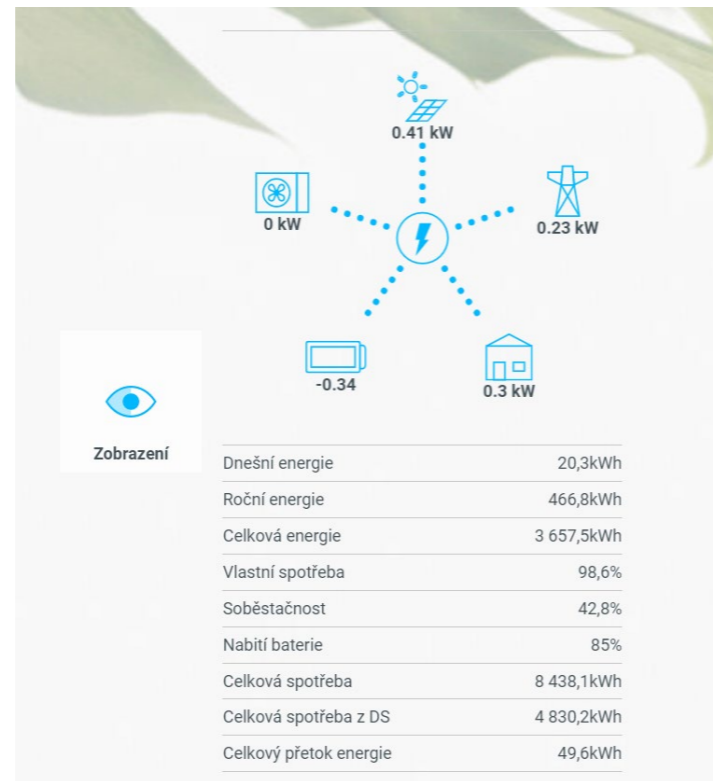 0.41 kW
0 kW
0.23 kW
-0.34
0.3 kW
Zobrazení
Dnešní energie 20,3kWh
Roční energie 466,8kWh
Celková energie 3 657,5kWh
Vlastní spotřeba 98,6%
Soběstačnost 42,8%
Nabití baterie 85%
Celková spotřeba 8 438,1kWh
Celková spotřeba z DS 4 830,2kWh
Celkový přetok energie 49,6kWh